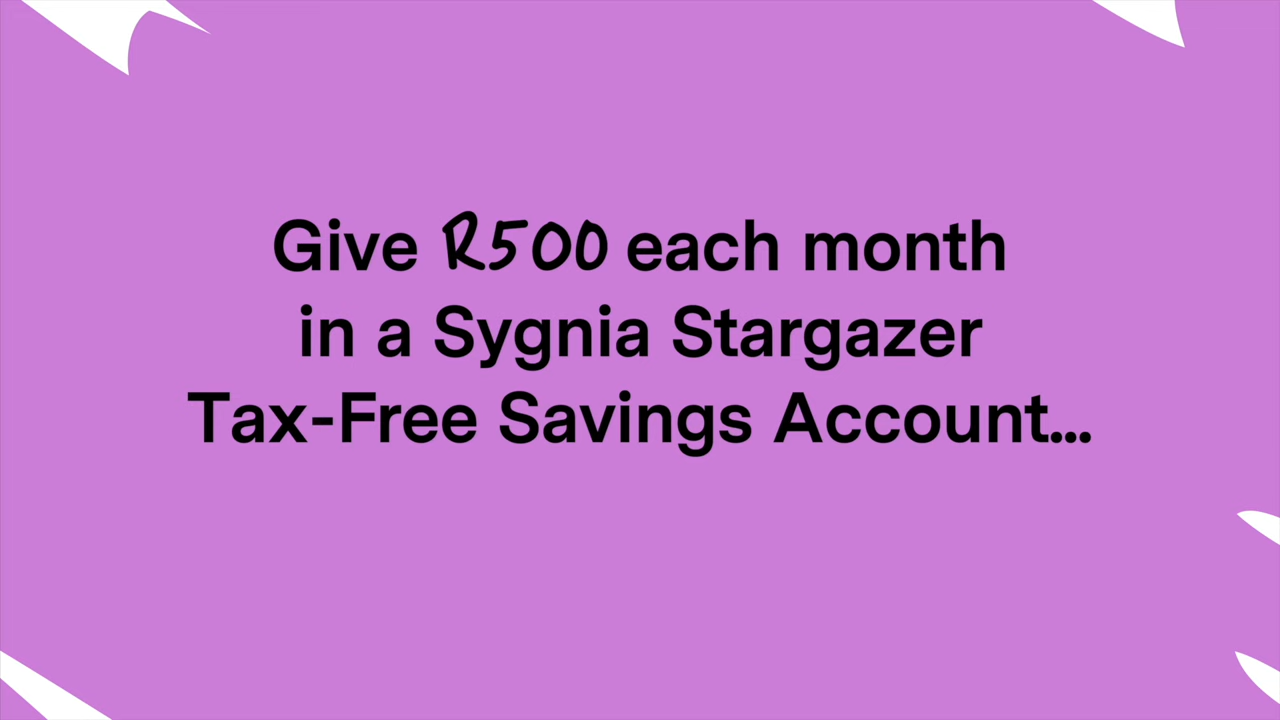 Give R500 each month
in a Sygnia Stargazer
Tax-Free Savings Account...